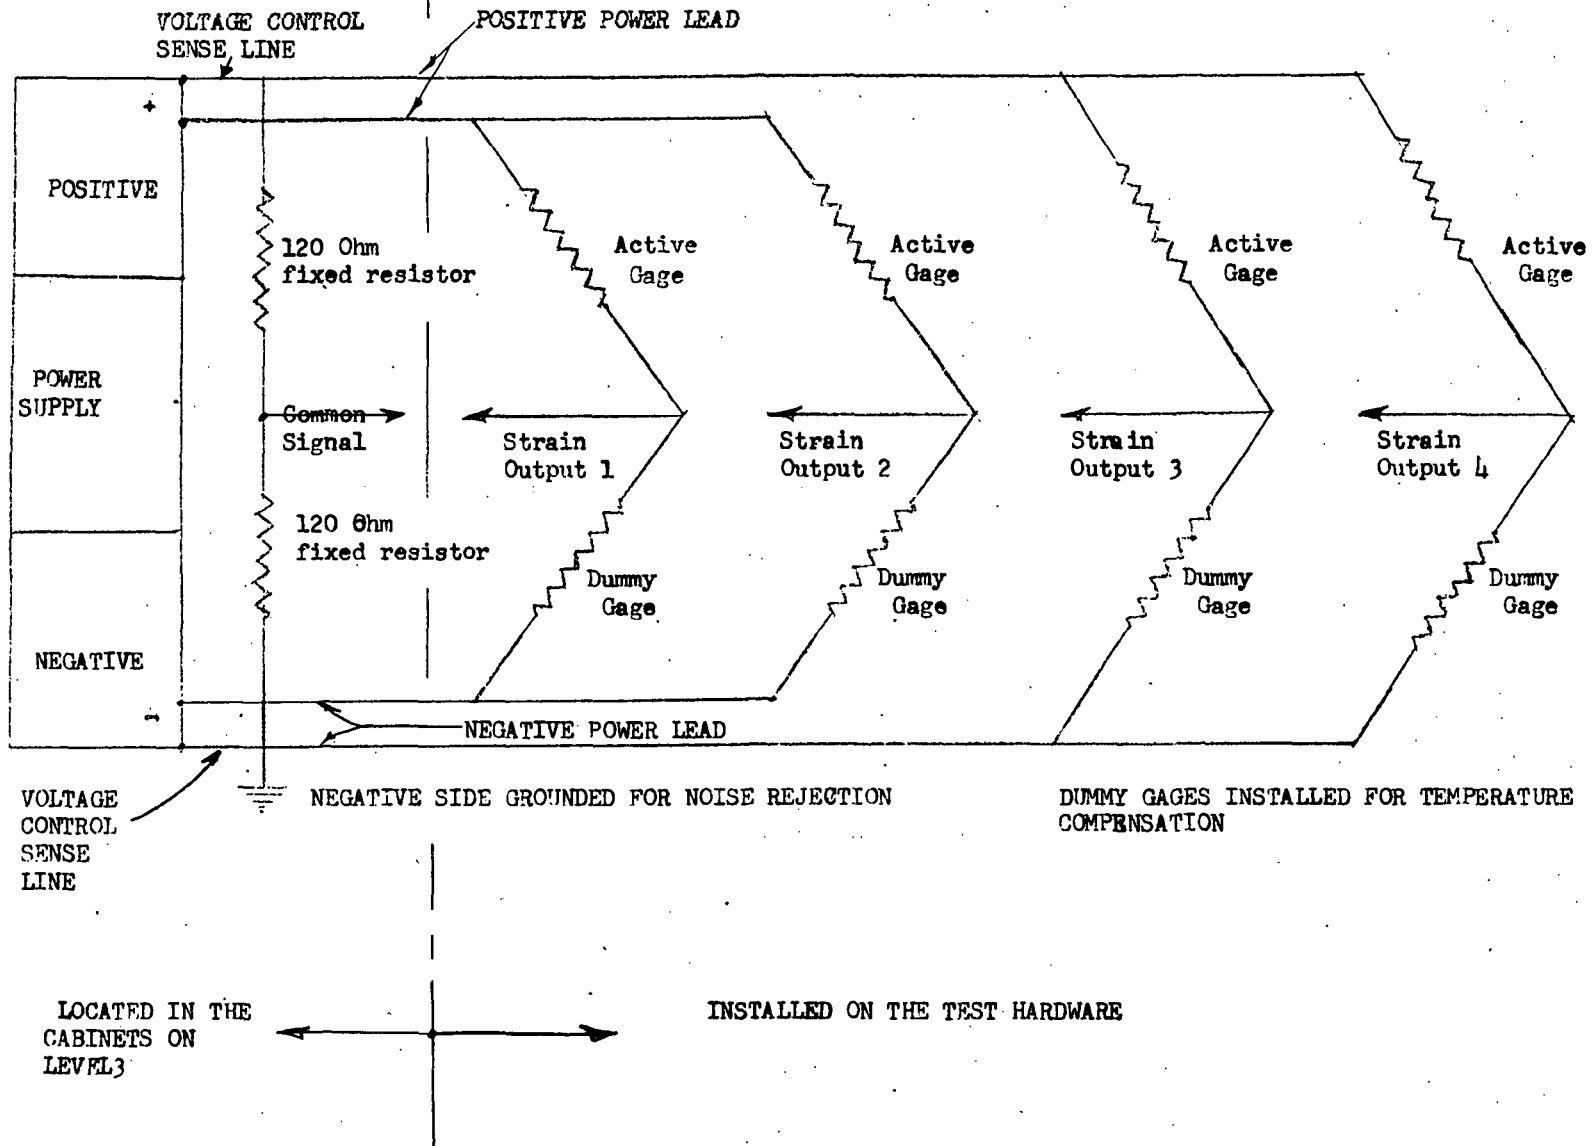 VOLTAGE CONTROL
SENSE LINE
POSITIVE POWER LEAD
+
POSITIVE
120 Ohm
fixed resistor
Active
Gage
Active
Gage
Active
Gage
Active
Gage
POWER
SUPPLY
Common
Signal
Strain
Output 1
Strain
Output 2
Strain
Output 3
Strain
Output 4
120 Ohm
fixed resistor
Dummy
Gage
Dummy
Gage
Dummy
Gage
Dummy
Gage
NEGATIVE
-
NEGATIVE POWER LEAD
VOLTAGE
CONTROL
SENSE
LINE
NEGATIVE SIDE GROUNDED FOR NOISE REJECTION
DUMMY GAGES INSTALLED FOR TEMPERATURE
COMPENSATION
LOCATED IN THE
CABINETS ON
LEVEL3
INSTALLED ON THE TEST HARDWARE